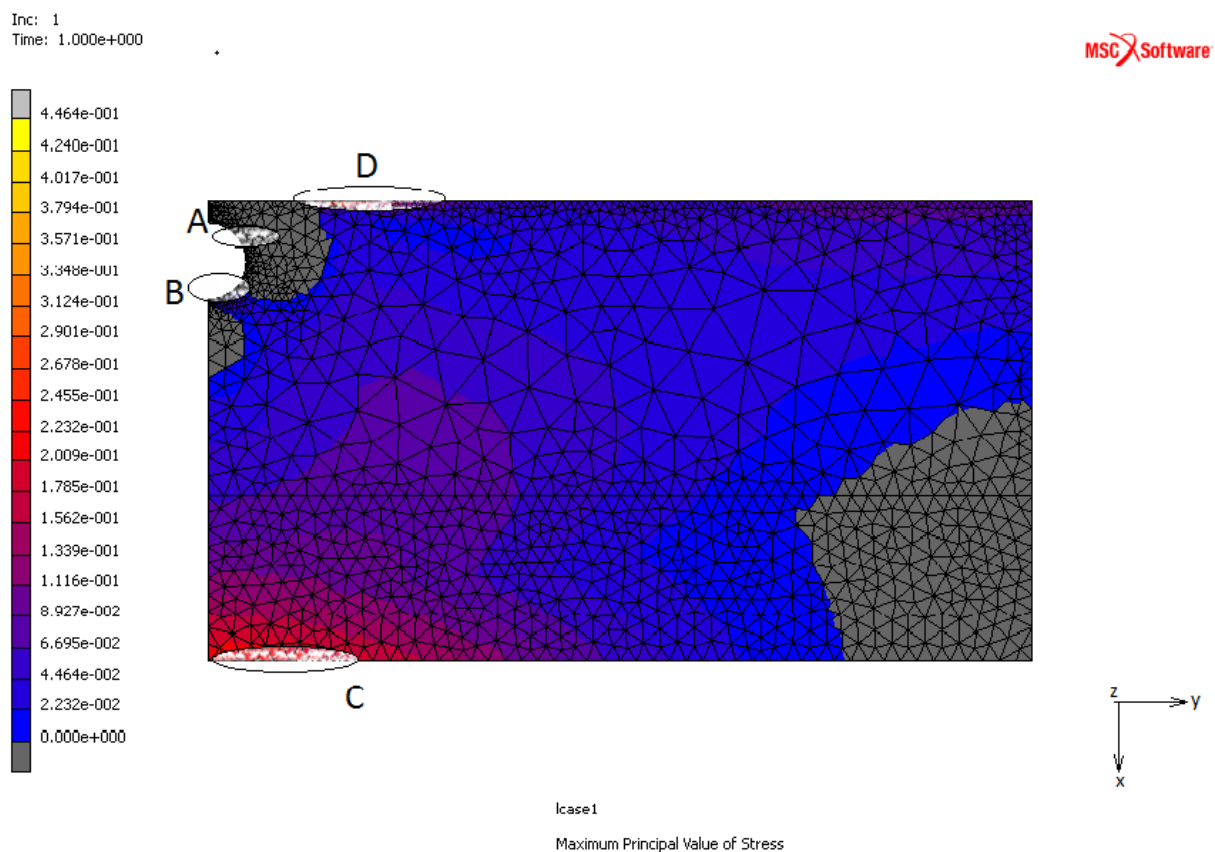 Inc: 1
Time: 1.000e+000
MSC Software
4.464e-001
4.240e-001
4.017e-001
3.794e-001
3.571e-001
3.348e-001
3.124e-001
2.901e-001
2.678e-001
2.455e-001
2.232e-001
2.009e-001
1.785e-001
1.562e-001
1.339e-001
1.116e-001
8.927e-002
6.695e-002
4.464e-002
2.232e-002
0.000e+000
D
A
B
C
z
y
x
lcase1
Maximum Principal Value of Stress